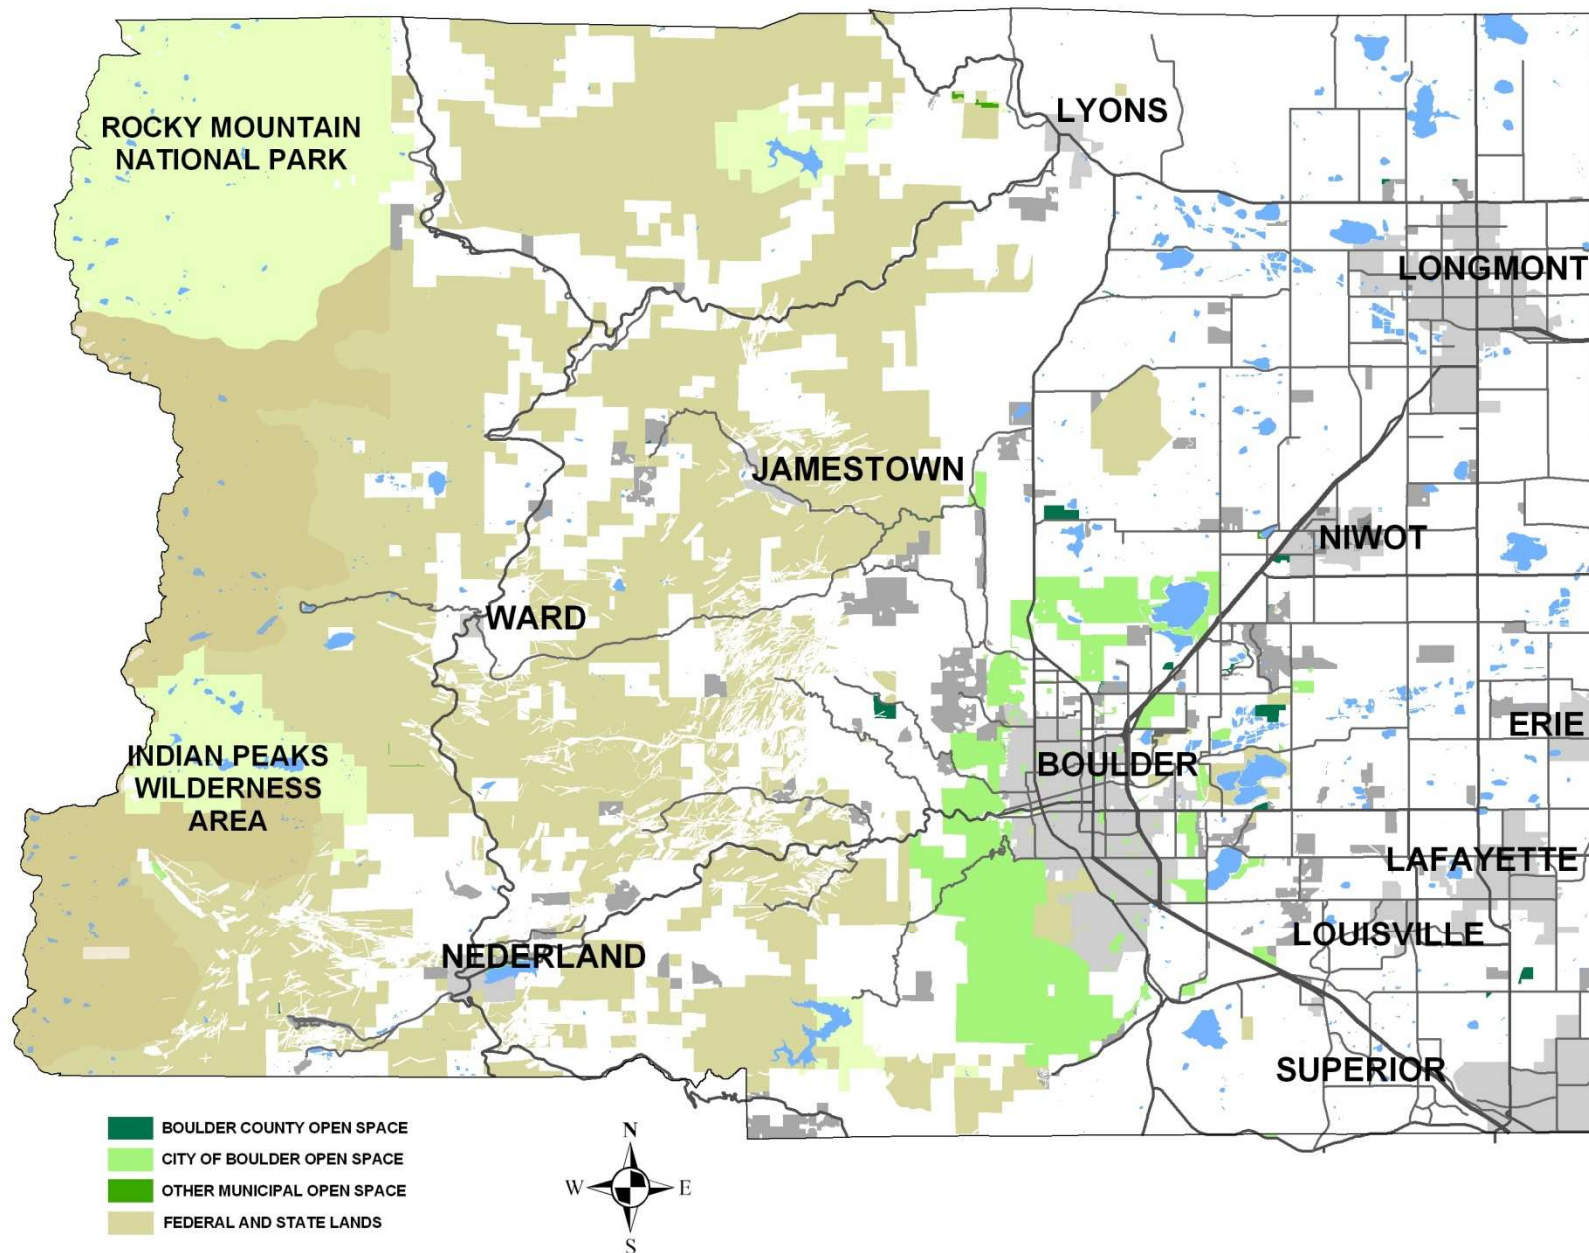 ROCKY MOUNTAIN
NATIONAL PARK
LYONS
LONGMONT
JAMESTOWN
NIWOT
WARD
ERIE
INDIAN PEAKS
WILDERNESS
AREA
BOULDER
LAFAYETTE
LOUISVILLE
NEDERLAND
SUPERIOR
BOULDER COUNTY OPEN SPACE
CITY OF BOULDER OPEN SPACE
OTHER MUNICIPAL OPEN SPACE
FEDERAL AND STATE LANDS
N
W E
S